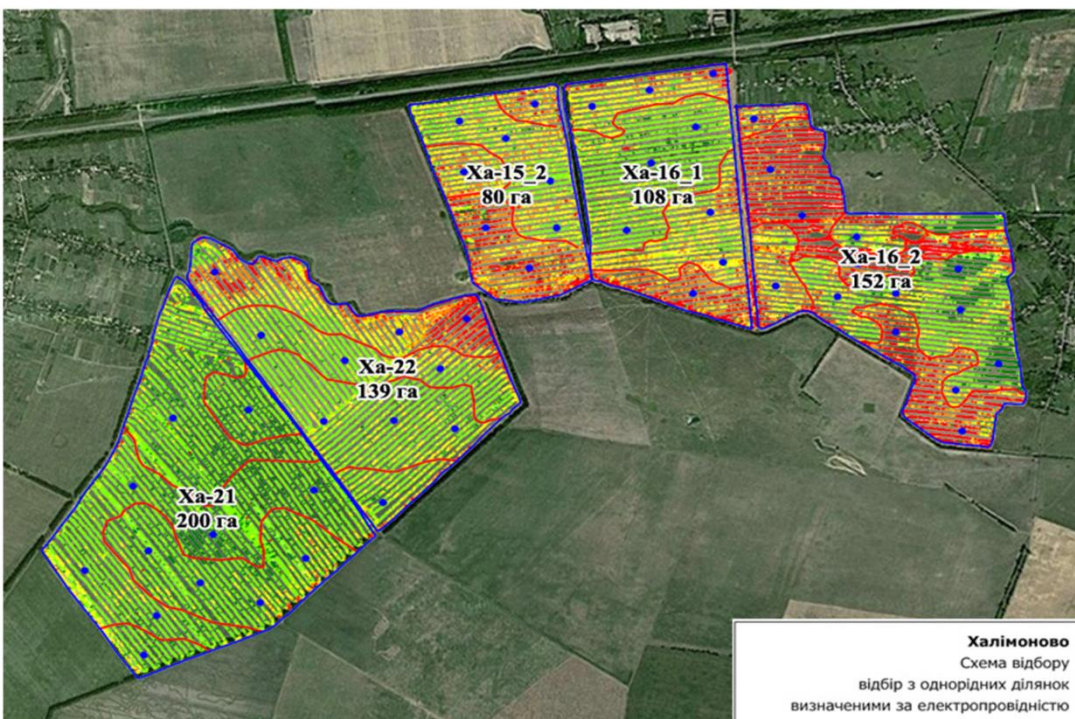 Ха-15_2
80 га
Ха-16_1
108 га
Ха-16_2
152 га
Ха-22
139 га
Ха-21
200 га
Халімоново
Схема відбору
відбір з однорідних ділянок
визначеними за електропровідністю